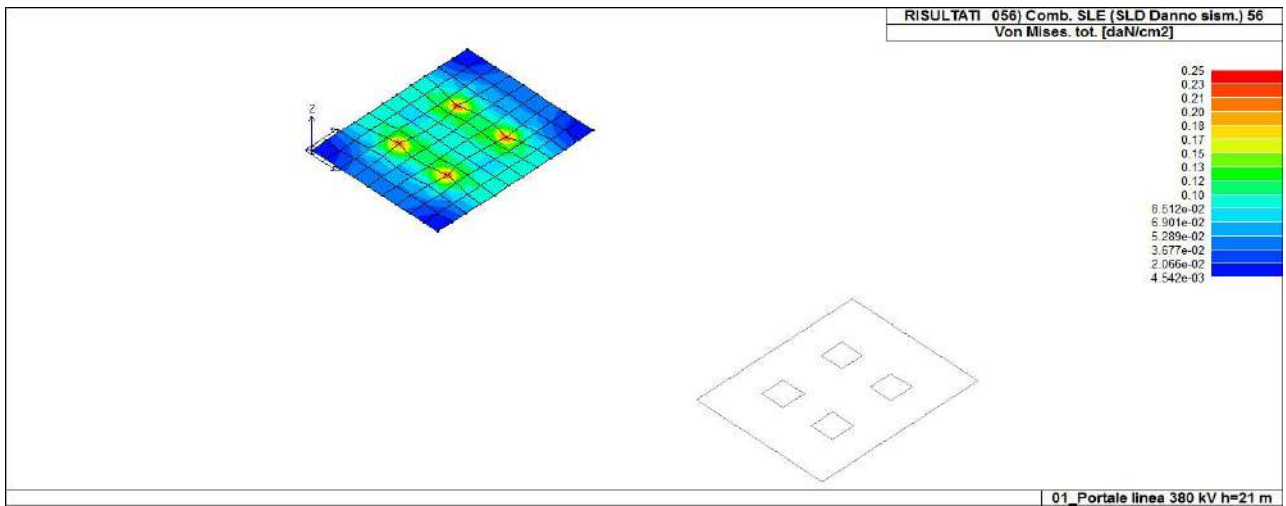 RISULTATI 056) Comb. SLE (SLD Danno sism.) 56
Von Mises. tot. [daN/cm2]
0.25
0.23
0.21
0.20
0.18
0.17
0.15
0.13
0.12
0.10
8.512e-02
6.901e-02
5.289e-02
3.677e-02
2.066e-02
4.542e-03
Z
01_Portale linea 380 kV h=21 m